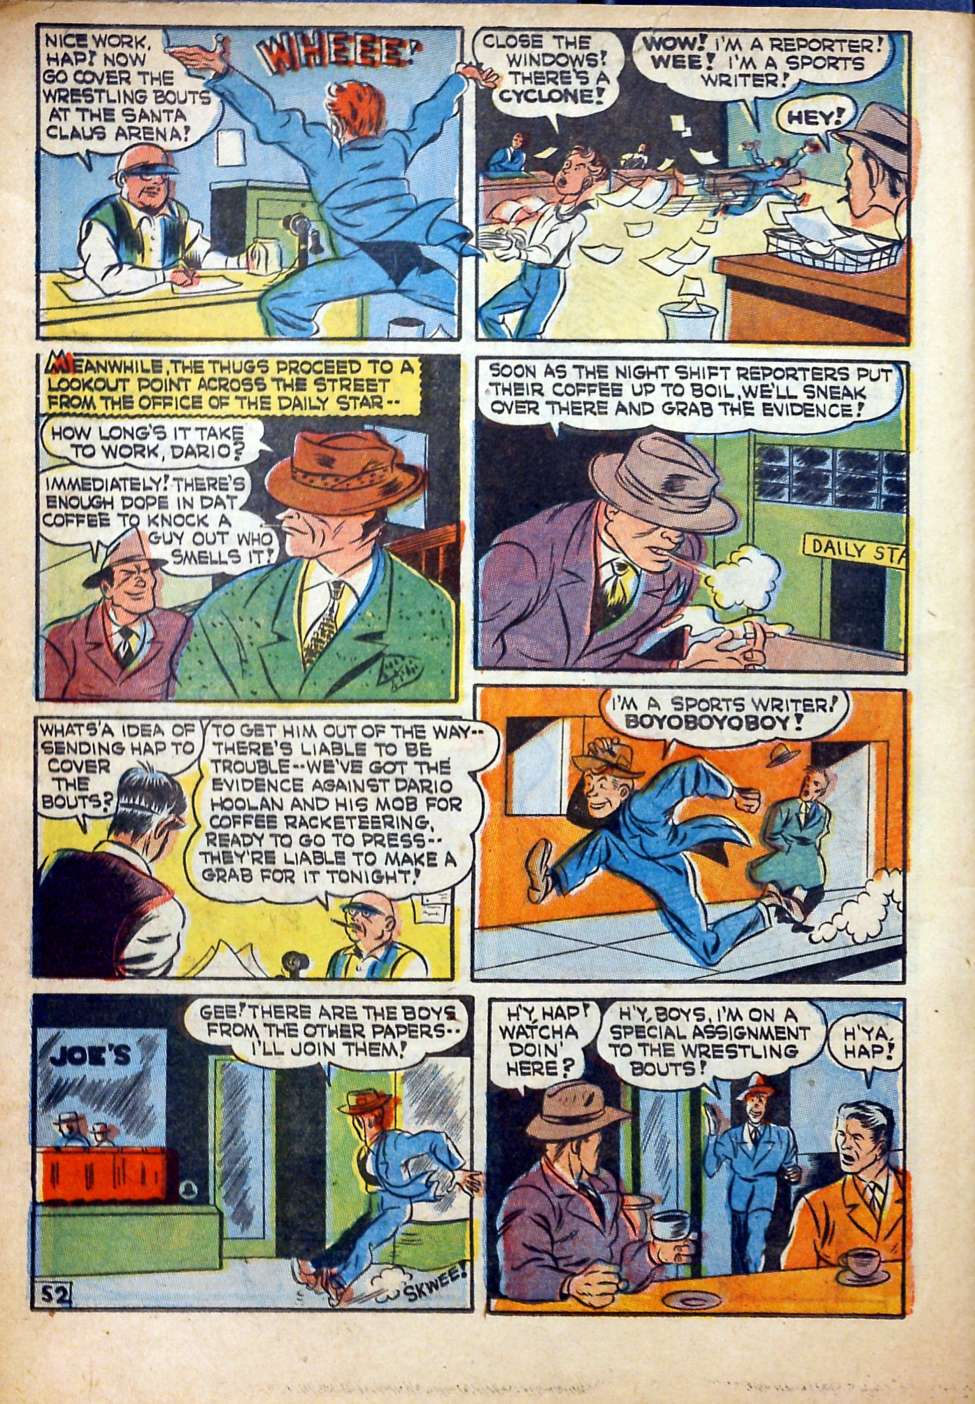 NICE WORK,
HAP! NOW
GO COVER THE
WRESTLING BOUTS
AT THE SANTA
CLAUS ARENA!
WHEEE!
CLOSE THE
WINDOWS!
THERE'S A
CYCLONE!
WOW! I'M A REPORTER!
WEE! I'M A SPORTS
WRITER!
HEY!
MEANWHILE, THE THUGS PROCEED TO A
LOOKOUT POINT ACROSS THE STREET
FROM THE OFFICE OF THE DAILY STAR--
HOW LONG'S IT TAKE
TO WORK, DARIO?
IMMEDIATELY! THERE'S
ENOUGH DOPE IN DAT
COFFEE TO KNOCK A
GUY OUT WHO
SMELLS IT!
SOON AS THE NIGHT SHIFT REPORTERS PUT
THEIR COFFEE UP TO BOIL, WE'LL SNEAK
OVER THERE AND GRAB THE EVIDENCE!
DAILY STA
WHATS'A IDEA OF
SENDING HAP TO
COVER
THE
BOUTS?
TO GET HIM OUT OF THE WAY--
THERE'S LIABLE TO BE
TROUBLE--WE'VE GOT THE
EVIDENCE AGAINST DARIO
HOOLAN AND HIS MOB FOR
COFFEE RACKETEERING,
READY TO GO TO PRESS--
THEY'RE LIABLE TO MAKE A
GRAB FOR IT TONIGHT!
I'M A SPORTS WRITER!
BOYOBOYOBOY!
GEE! THERE ARE THE BOYS
FROM THE OTHER PAPERS--
I'LL JOIN THEM!
JOE'S
SKWEE!
52
H'Y, HAP!
WATCHA
DOIN'
HERE?
H'Y, BOYS, I'M ON A
SPECIAL ASSIGNMENT
TO THE WRESTLING
BOUTS!
H'YA,
HAP!